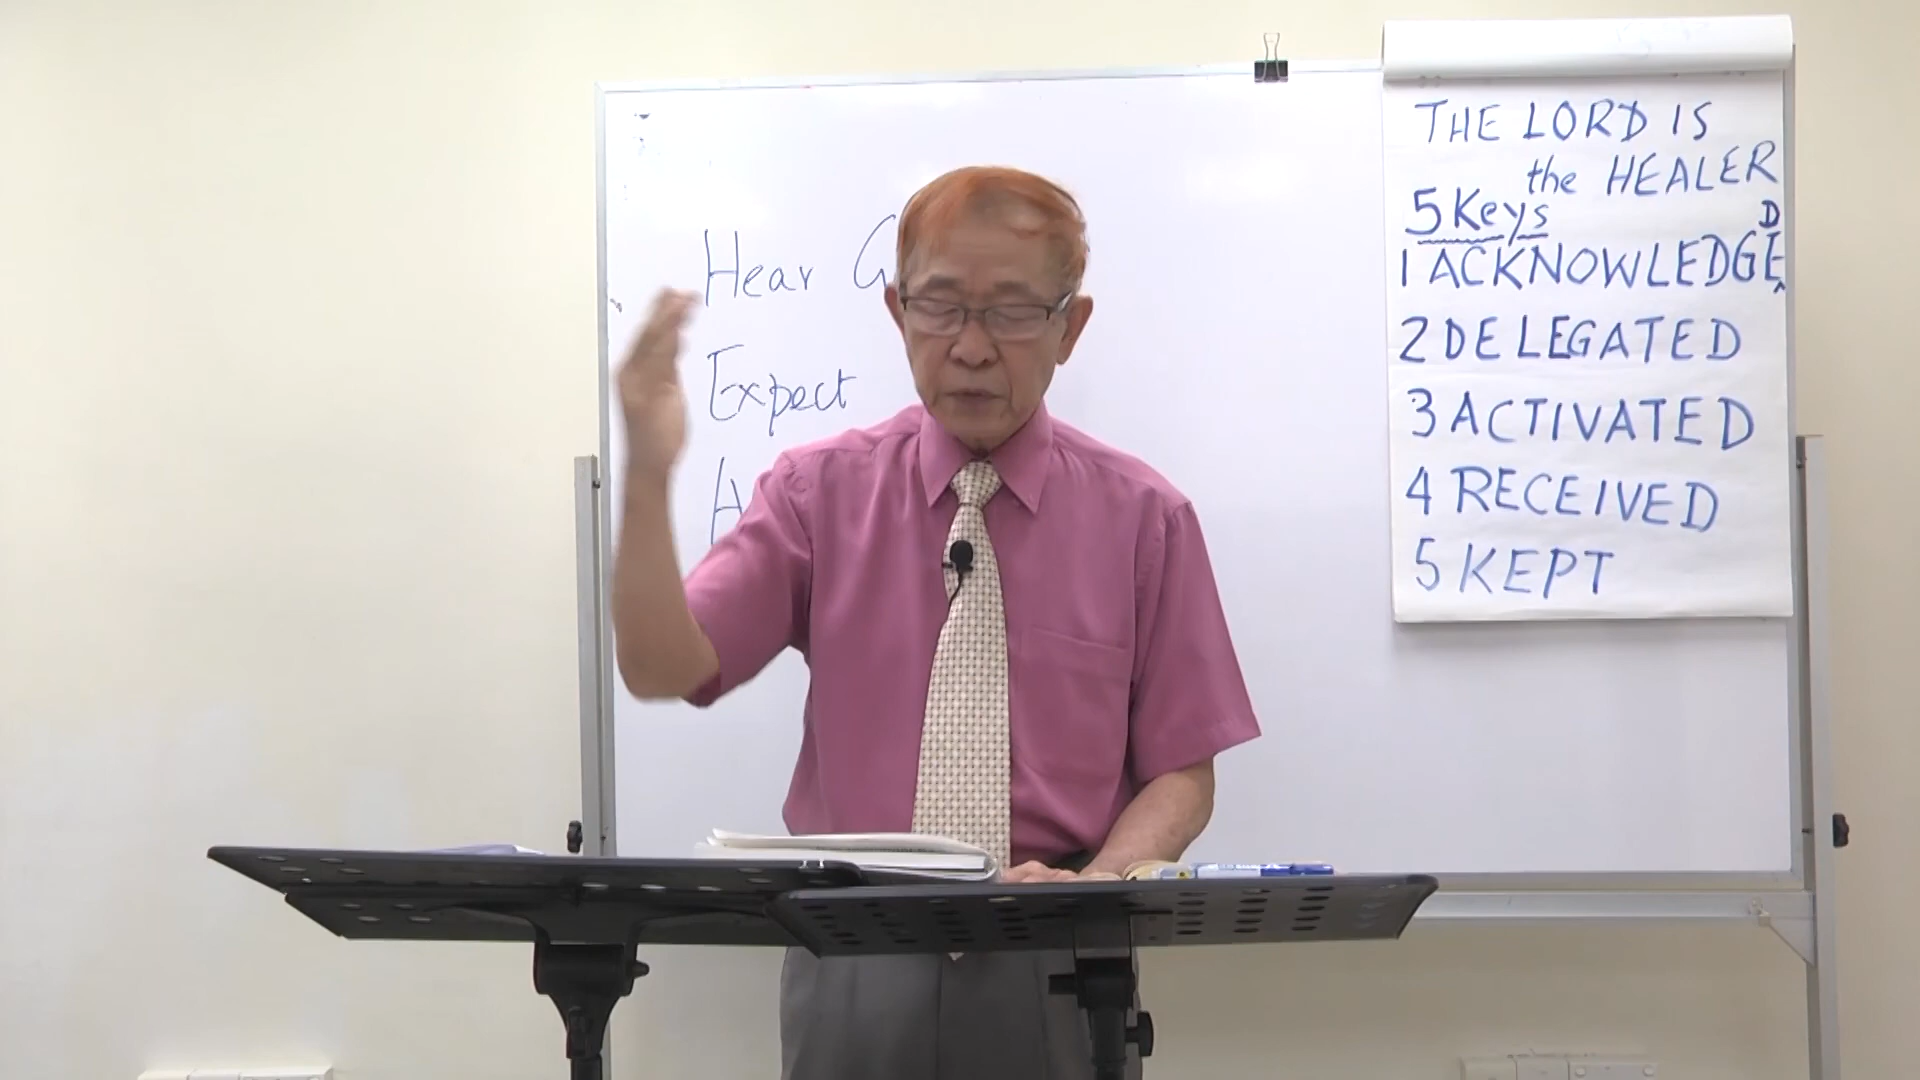 Hear
Expect
THE LORD IS
the HEALER
5 Keys
1 ACKNOWLEDGED
2 DELEGATED
3 ACTIVATED
4 RECEIVED
5 KEPT